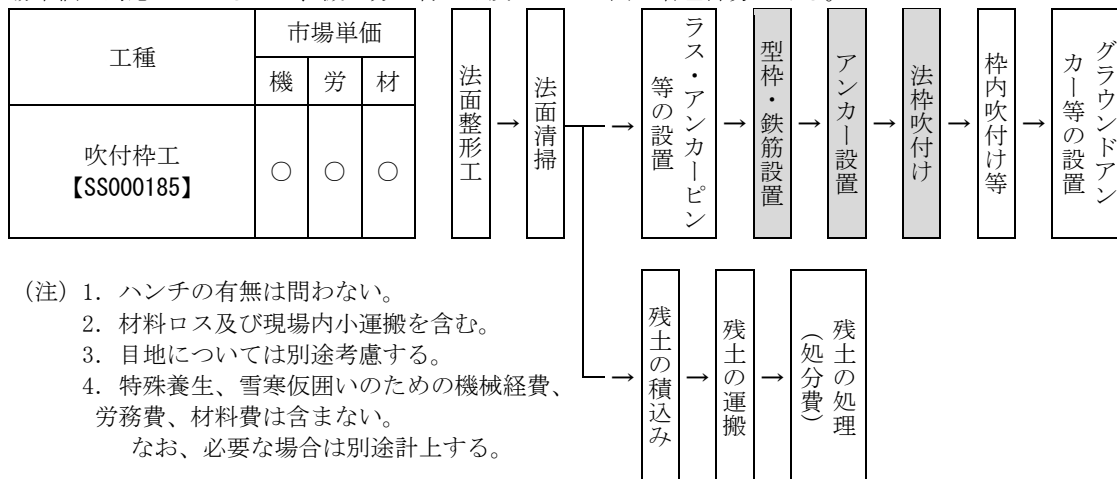 工種
市場単価
機 労 材
吹付枠工
【SS000185】
○ ○ ○
法面整形工
→
法面清掃
→
ラス・アンカーピン
等の設置
→
型枠・鉄筋設置
→
アンカー設置
→
法枠吹付け
→
枠内吹付け等
→
グラウンドアン
カー等の設置
→
残土の積込み
→
残土の運搬
→
残土の処理
(処分費)
(注) 1. ハンチの有無は問わない。
2. 材料ロス及び現場内小運搬を含む。
3. 目地については別途考慮する。
4. 特殊養生、雪寒仮囲いのための機械経費、
労務費、材料費は含まない。
なお、必要な場合は別途計上する。